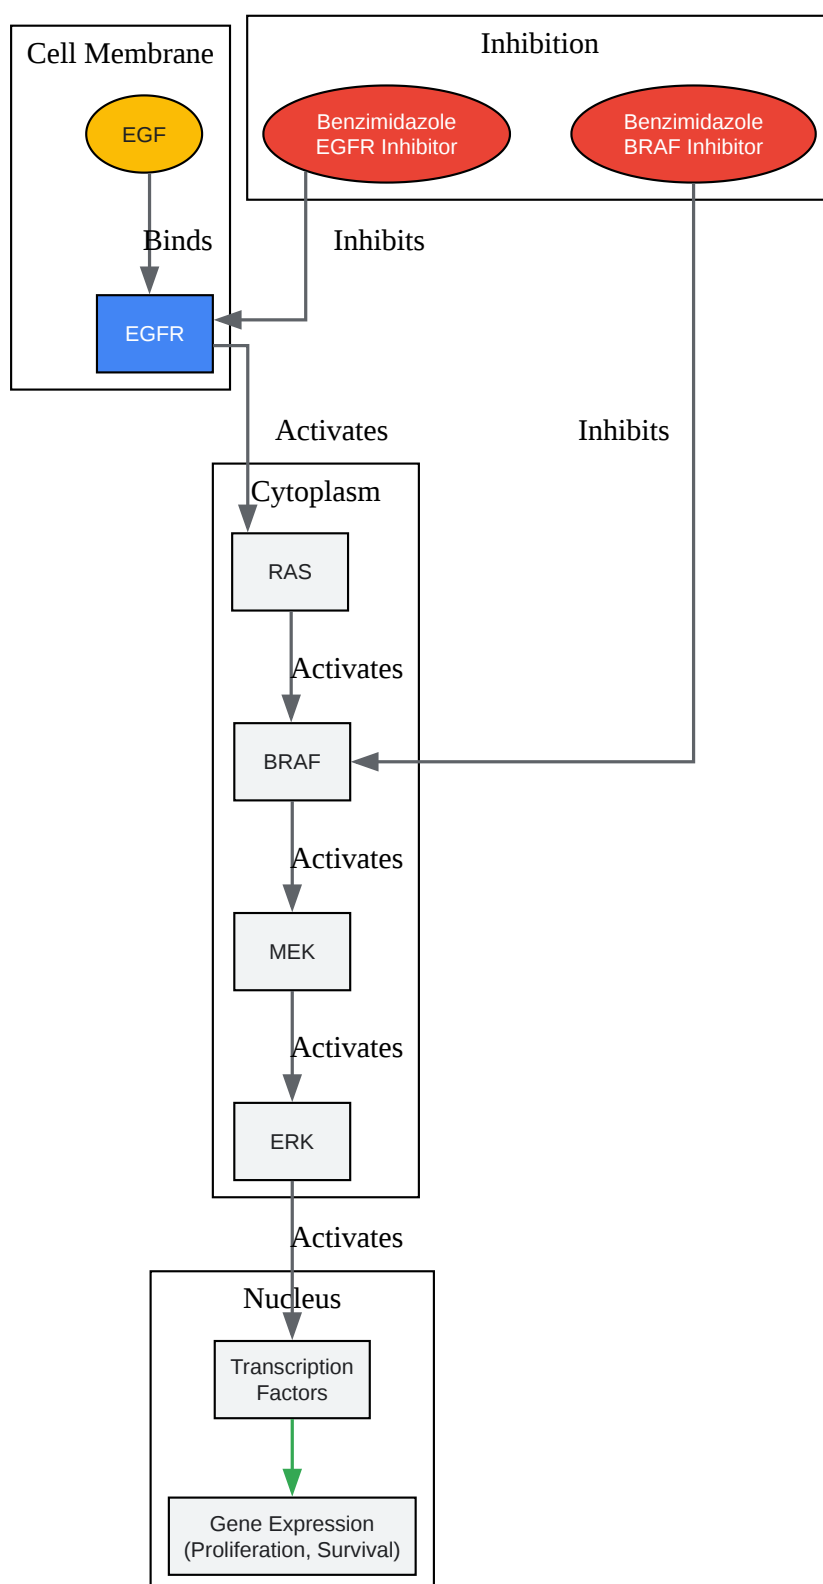 Cell Membrane
Inhibition
EGF
Benzimidazole
EGFR Inhibitor
Benzimidazole
BRAF Inhibitor
Binds
Inhibits
EGFR
Activates
Inhibits
Cytoplasm
RAS
Activates
BRAF
Activates
MEK
Activates
ERK
Activates
Nucleus
Transcription
Factors
Gene Expression
(Proliferation, Survival)